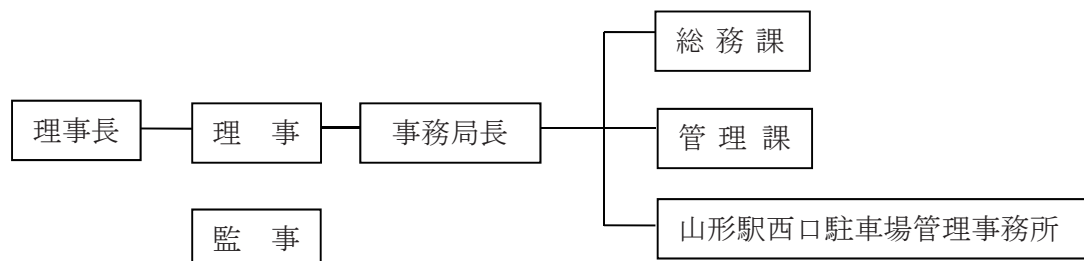 総 務 課
理事長
理　事
事務局長
管 理 課
監　事
山形駅西口駐車場管理事務所